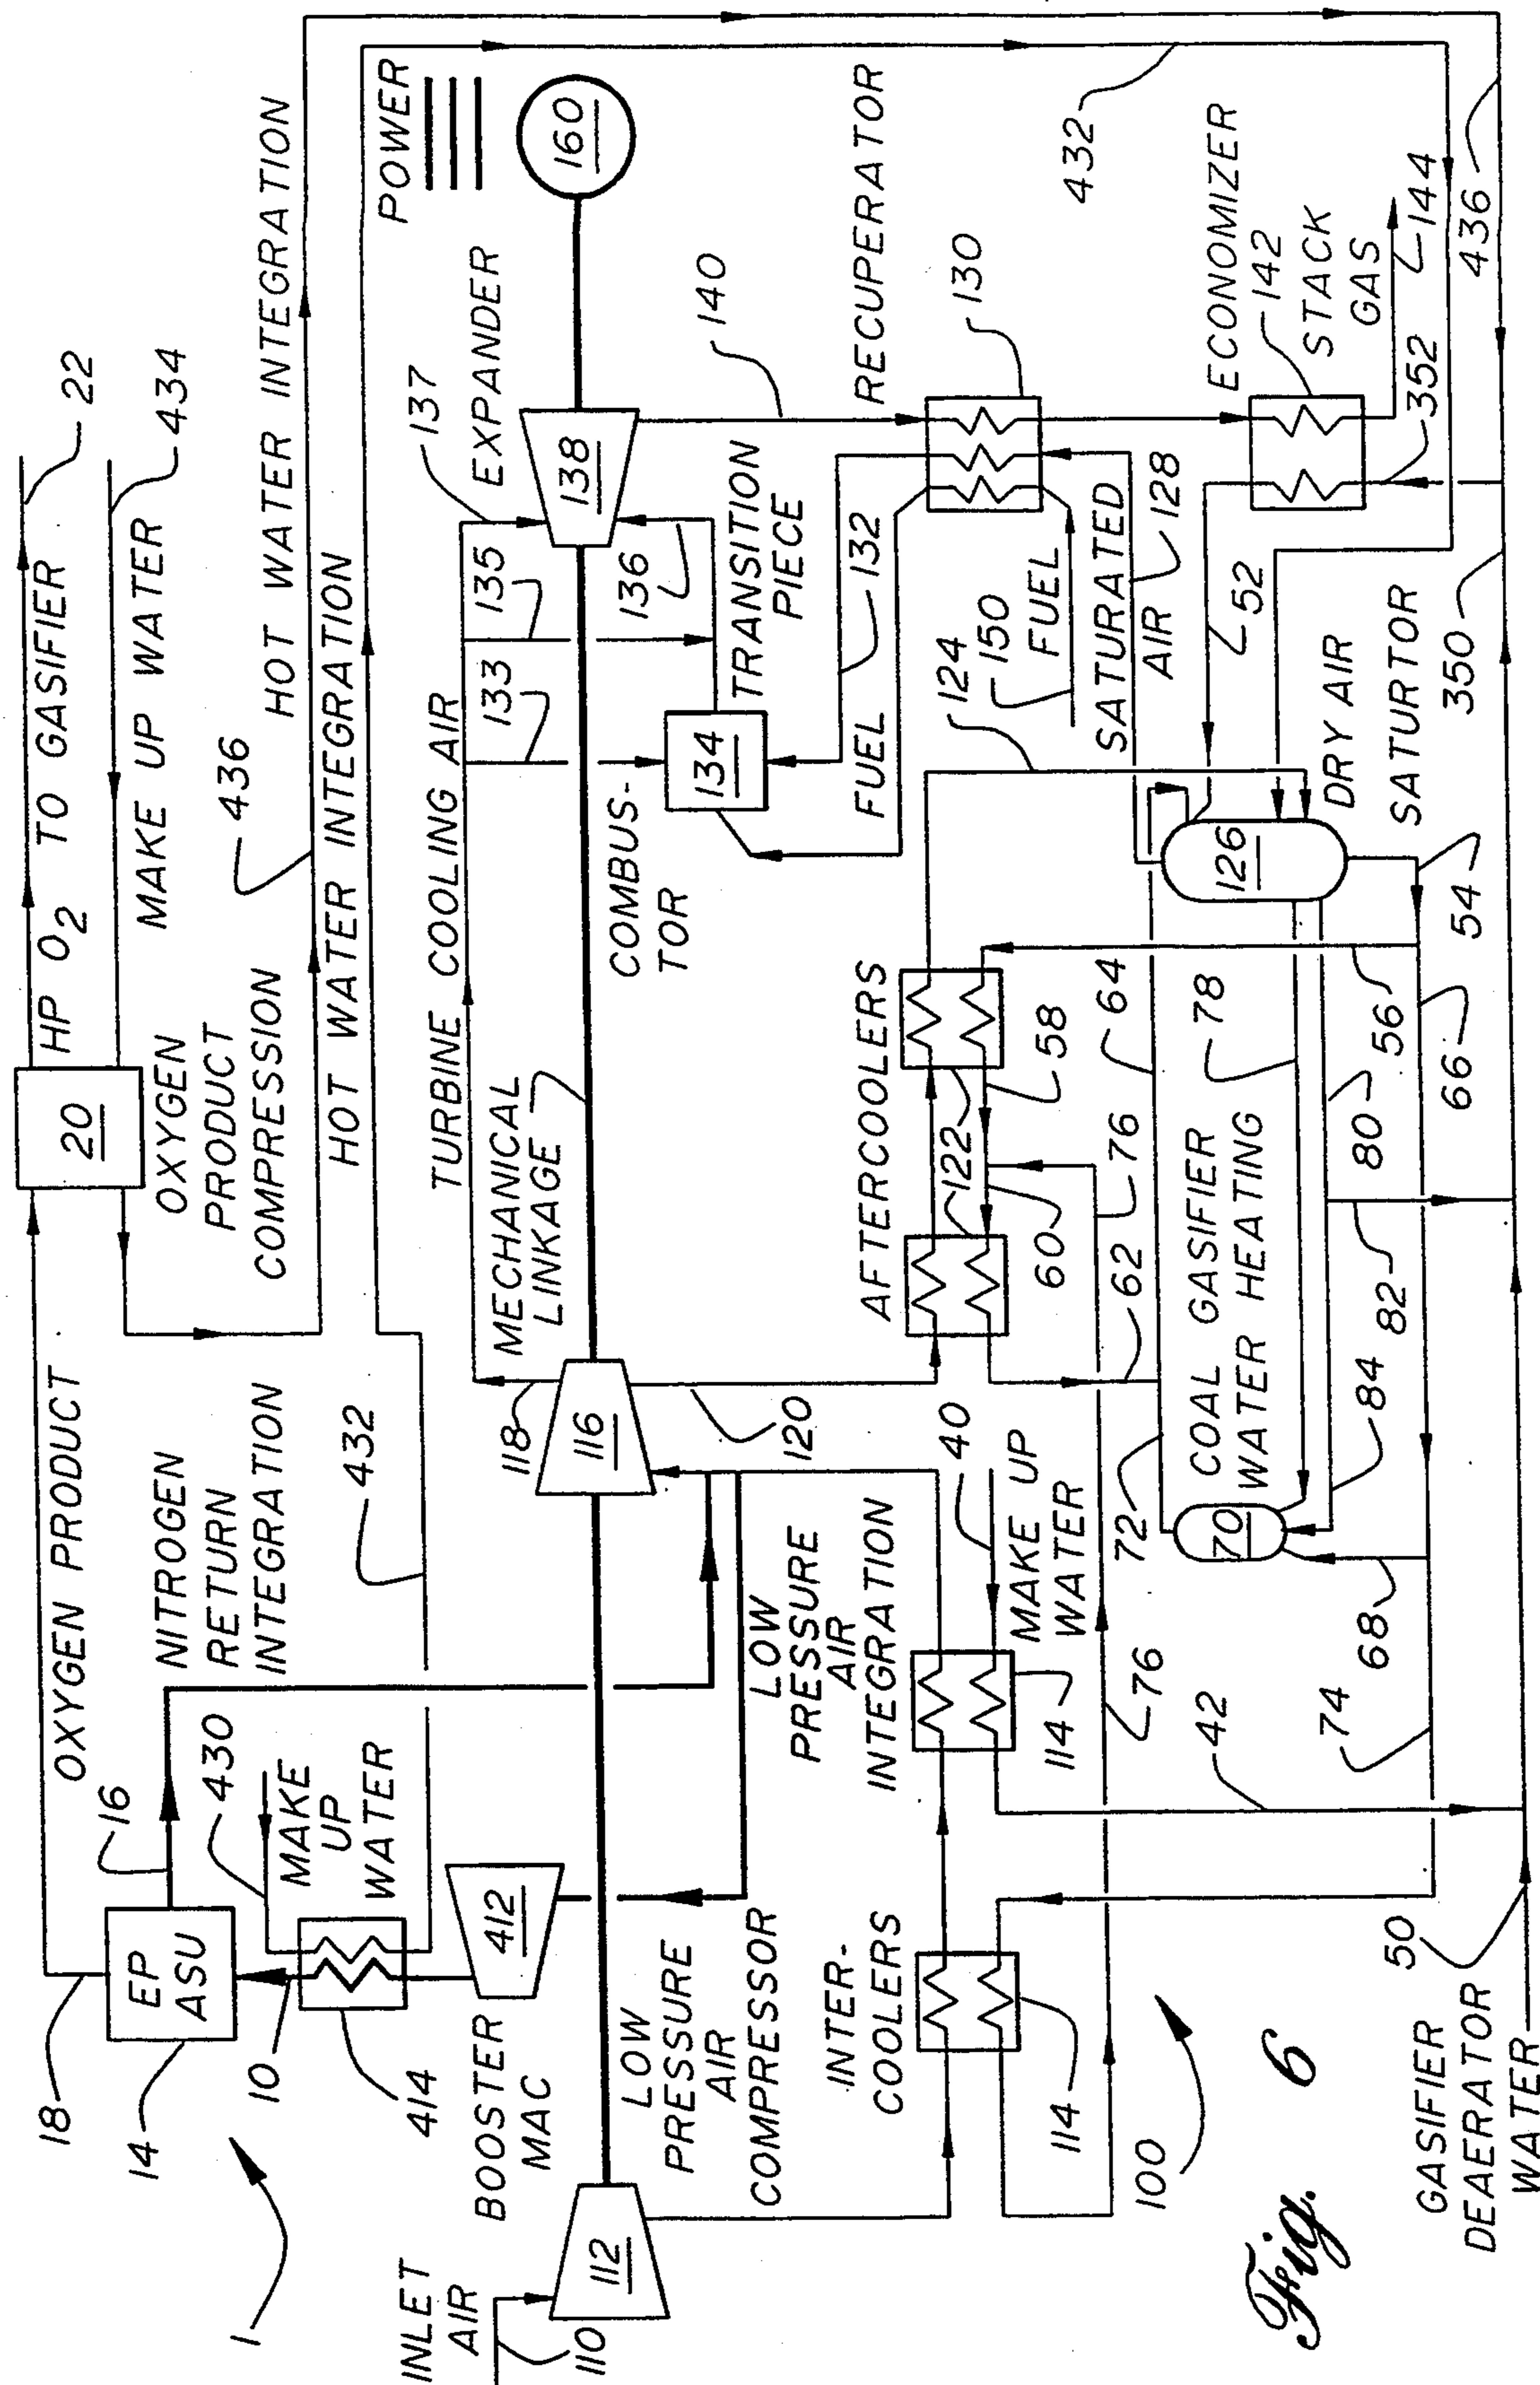 HP O2 TO GASIFIER
22
MAKE UP WATER
434
20
OXYGEN
PRODUCT
COMPRESSION
436
HOT WATER INTEGRATION
HOT WATER INTEGRATION
OXYGEN PRODUCT
18
EP
ASU
14
16
NITROGEN
RETURN
INTEGRATION
430
MAKE
UP
WATER
432
10
414
412
BOOSTER
MAC
1
TURBINE COOLING AIR
137
EXPANDER
POWER
160
133
135
138
136
MECHANICAL
LINKAGE
118
116
120
INLET
AIR
110
112
LOW
PRESSURE
AIR
COMPRESSOR
LOW
PRESSURE
AIR
INTEGRATION
COMBUS-
TOR
134
TRANSITION
PIECE
140
RECUPERATOR
130
432
FUEL
132
124
150
FUEL
SATURATED
AIR
128
AFTERCOOLERS
122
58
60
62
76
64
40
MAKE UP
WATER
INTER-
COOLERS
114
114
76
42
72
70
COAL GASIFIER
WATER HEATING
78
126
52
DRY AIR
SATURTOR
ECONOMIZER
142
STACK
GAS
144
352
352
436
350
54
56
66
80
82
84
68
74
50
GASIFIER
DEAERATOR
WATER
100
Fig. 6